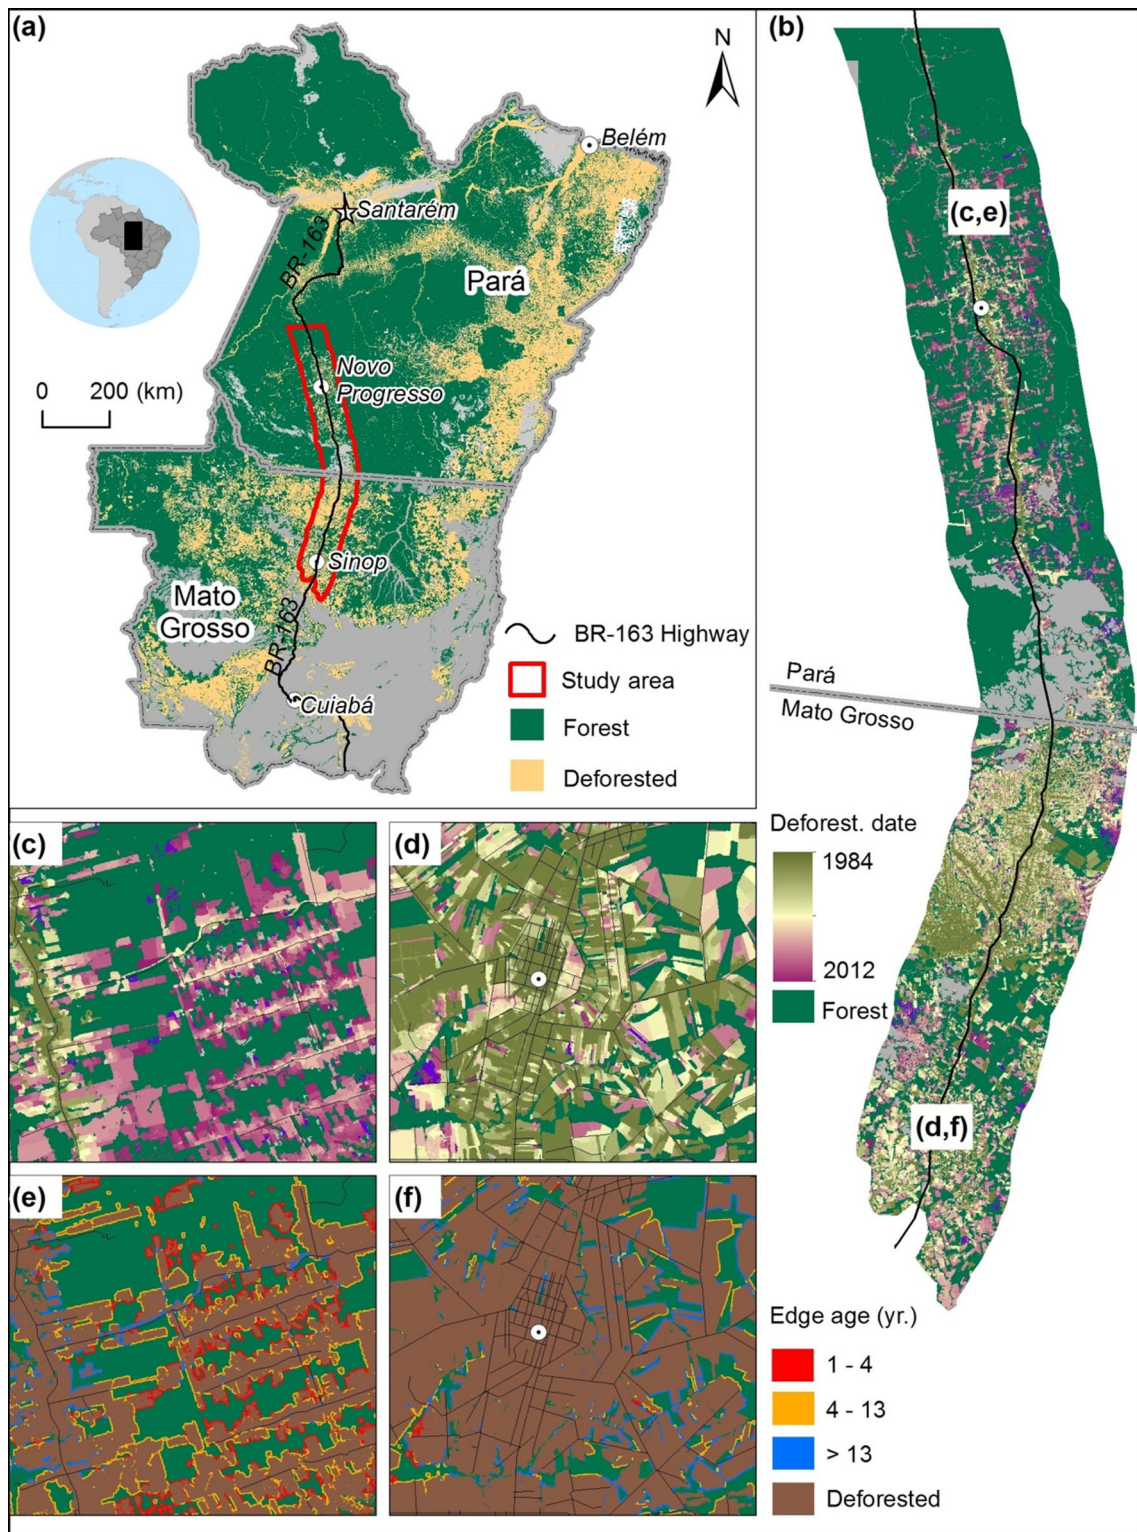 (a)
N
Belém
Santarém
BR-163
Pará
0 200 (km)
Novo
Progresso
Sinop
Mato
Grosso
BR-163
Cuiabá
BR-163 Highway
Study area
Forest
Deforested
(b)
(c,e)
Pará
Mato Grosso
Deforest. date
1984
2012
Forest
(d,f)
(c)
(d)
(e)
(f)
Edge age (yr.)
1 - 4
4 - 13
> 13
Deforested